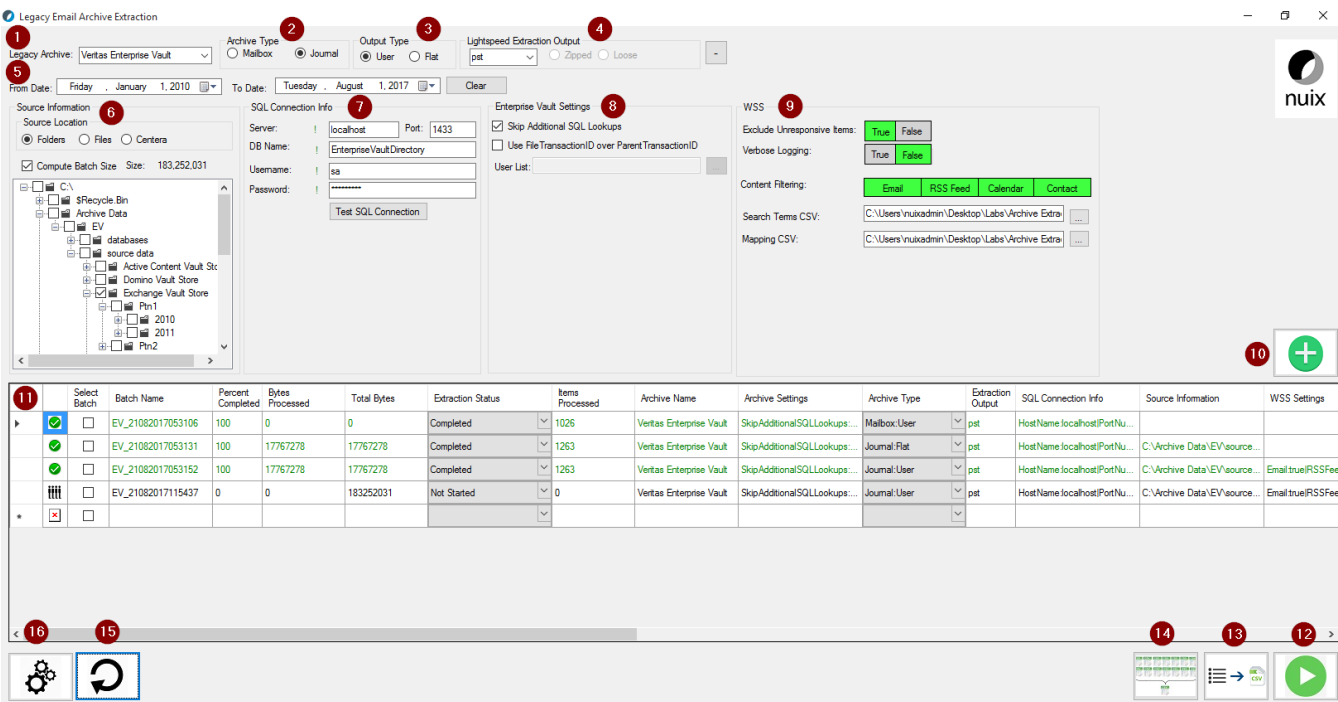 Legacy Email Archive Extraction
1 2 3 4
Legacy Archive: Veritas Enterprise Vault
Archive Type
Mailbox Journal
Output Type
User Flat
Lightspeed Extraction Output
pst Zipped Loose
-
nuix
5
From Date: Friday , January 1, 2010 To Date: Tuesday , August 1, 2017 Clear
Source Information 6
Source Location
Folders Files Centera
Compute Batch Size Size: 183,252,031
C:\
$Recycle.Bin
Archive Data
EV
databases
source data
Active Content Vault Stc
Domino Vault Store
Exchange Vault Store
Ptn1
2010
2011
Ptn2
SQL Connection Info 7
Server: ! localhost Port: 1433
DB Name: ! EnterpriseVaultDirectory
Username: ! sa
Password: ! *********
Test SQL Connection
Enterprise Vault Settings 8
Skip Additional SQL Lookups
Use FileTransactionID over ParentTransactionID
User List: ...
WSS 9
Exclude Unresponsive Items: True False
Verbose Logging: True False
Content Filtering: Email RSS Feed Calendar Contact
Search Terms CSV: C:\Users\nuixadmin\Desktop\Labs\Archive Extra ...
Mapping CSV: C:\Users\nuixadmin\Desktop\Labs\Archive Extra ...
10
11 Select Batch Batch Name Percent Completed Bytes Processed Total Bytes Extraction Status Items Processed Archive Name Archive Settings Archive Type Extraction Output SQL Connection Info Source Information WSS Settings
EV_21082017053106 100 0 0 Completed 1026 Veritas Enterprise Vault SkipAdditionalSQLLookups:... Mailbox:User pst HostName:localhost|PortNu...
EV_21082017053131 100 17767278 17767278 Completed 1263 Veritas Enterprise Vault SkipAdditionalSQLLookups:... Journal:Flat pst HostName:localhost|PortNu... C:\Archive Data\EV\source...
EV_21082017053152 100 17767278 17767278 Completed 1263 Veritas Enterprise Vault SkipAdditionalSQLLookups:... Journal:User pst HostName:localhost|PortNu... C:\Archive Data\EV\source... Email:true|RSSFee
EV_21082017115437 0 0 183252031 Not Started 0 Veritas Enterprise Vault SkipAdditionalSQLLookups:... Journal:User pst HostName:localhost|PortNu... C:\Archive Data\EV\source... Email:true|RSSFee
*
16 15 14 13 12
CSV